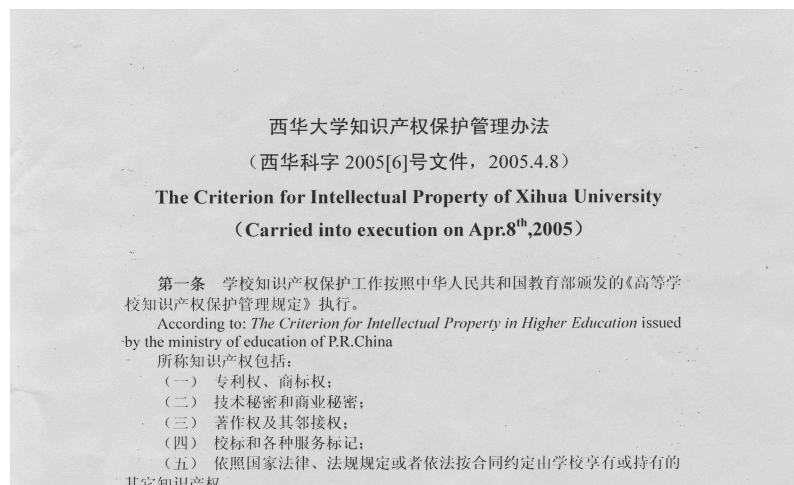 西华大学知识产权保护管理办法
（西华科字 2005[6]号文件，2005.4.8）
The Criterion for Intellectual Property of Xihua University
（Carried into execution on Apr.8th,2005）
第一条 学校知识产权保护工作按照中华人民共和国教育部颁发的《高等学
校知识产权保护管理规定》执行。
According to: The Criterion for Intellectual Property in Higher Education issued
by the ministry of education of P.R.China
所称知识产权包括：
（一） 专利权、商标权；
（二） 技术秘密和商业秘密；
（三） 著作权及其邻接权；
（四） 校标和各种服务标记；
（五） 依照国家法律、法规规定或者依法按合同约定由学校享有或持有的
其它知识产权